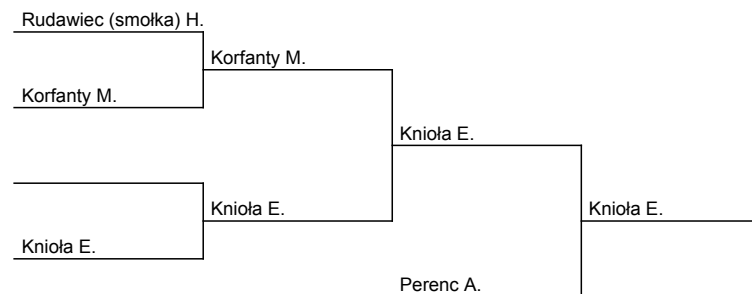 Rudawiec (smołka) H.
Korfanty M.
Korfanty M.
Knioła E.
Knioła E.
Knioła E.
Knioła E.
Perenc A.